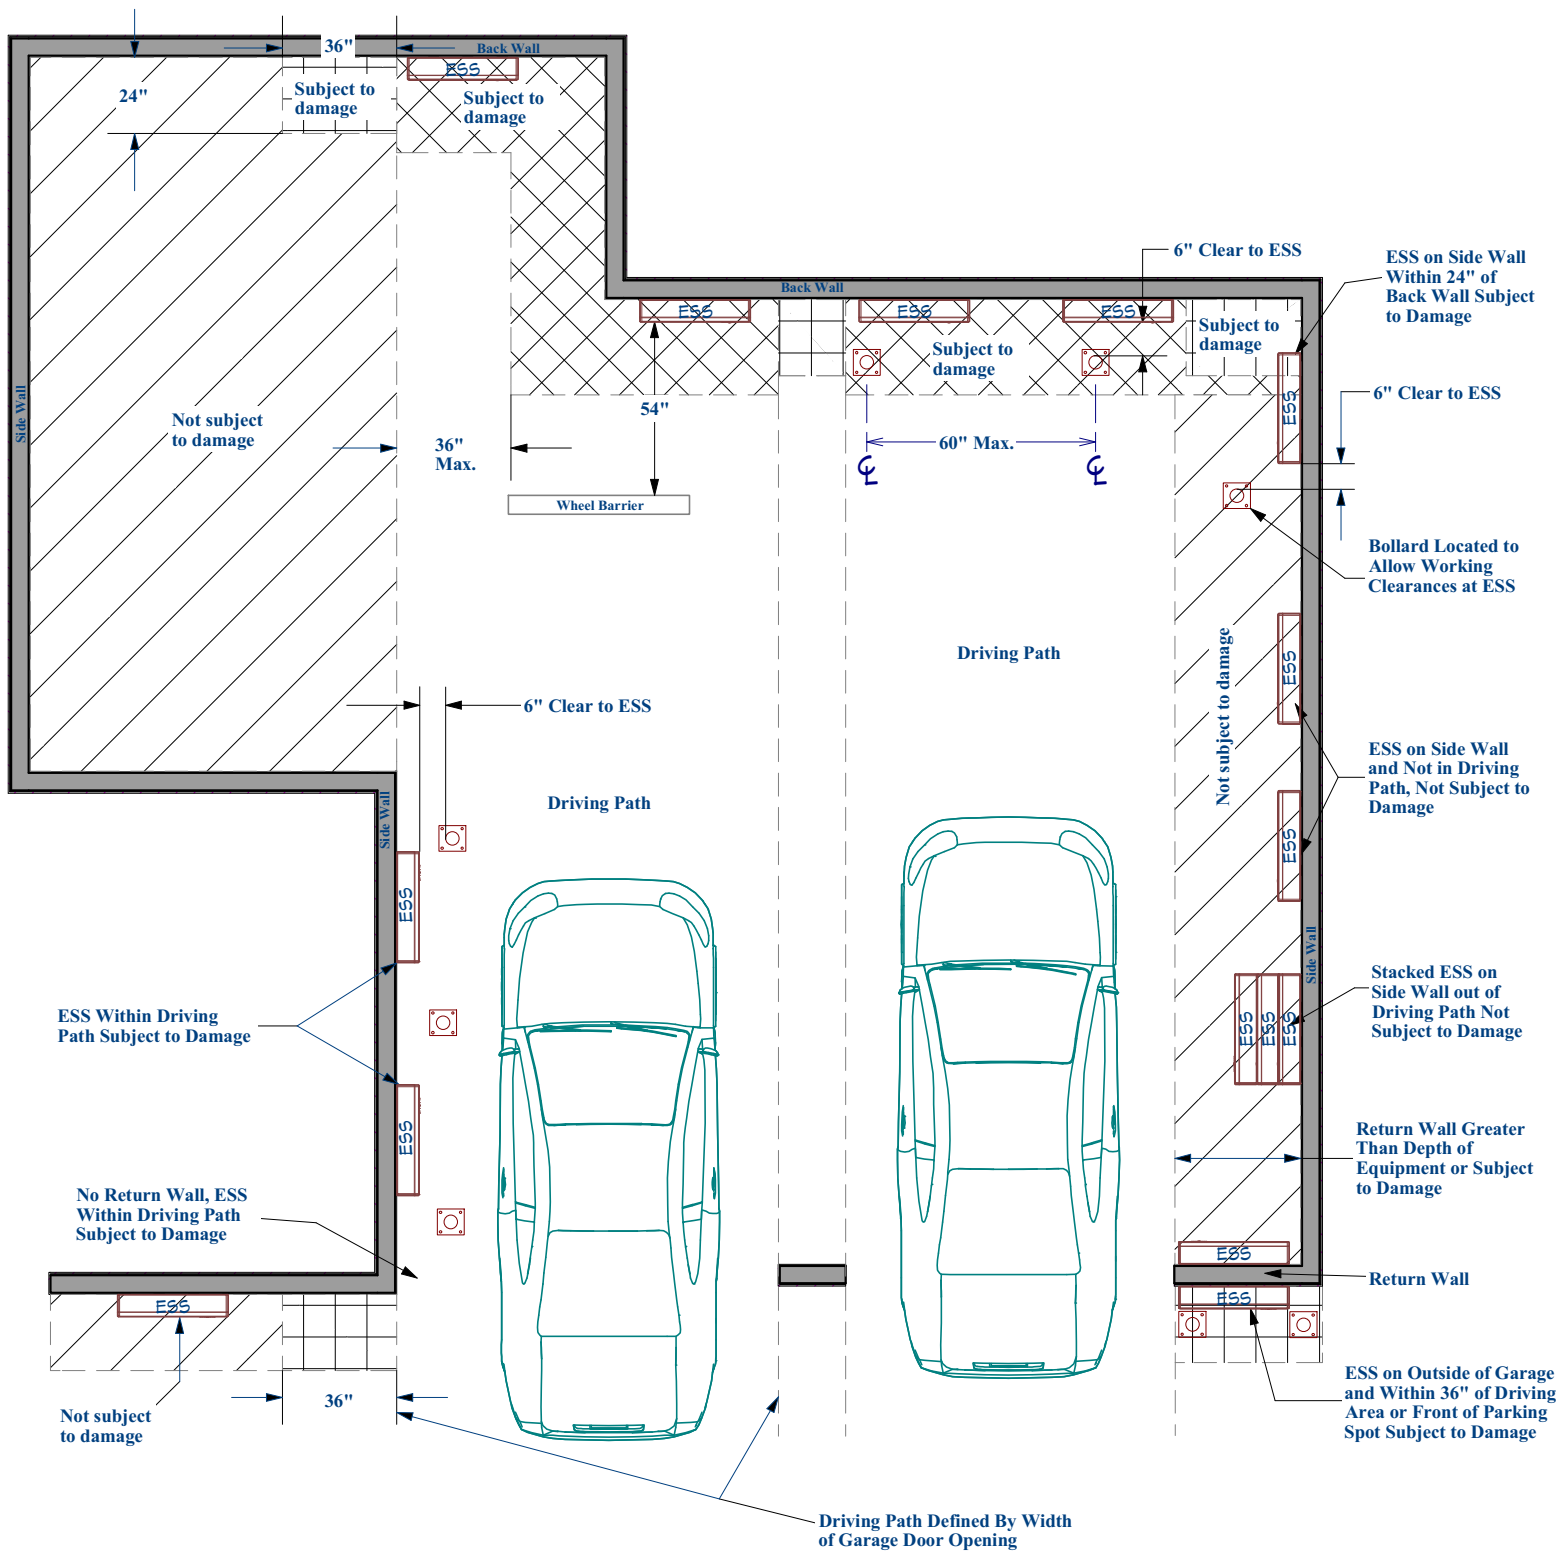 36"
Back Wall
ESS
24"
Subject to
damage
Subject to
damage
6" Clear to ESS
ESS on Side Wall
Within 24" of
Back Wall Subject
to Damage
Back Wall
ESS
ESS
ESS
Subject to
damage
Subject to
damage
ESS
6" Clear to ESS
Side Wall
Not subject
to damage
54"
36"
Max.
60" Max.
℄
℄
Wheel Barrier
Bollard Located to
Allow Working
Clearances at ESS
Driving Path
Not subject to damage
ESS
6" Clear to ESS
ESS on Side Wall
and Not in Driving
Path, Not Subject to
Damage
Driving Path
Side Wall
ESS
ESS
Side Wall
Stacked ESS on
Side Wall out of
Driving Path Not
Subject to Damage
ESS
ESS
ESS
ESS Within Driving
Path Subject to Damage
ESS
Return Wall Greater
Than Depth of
Equipment or Subject
to Damage
No Return Wall, ESS
Within Driving Path
Subject to Damage
ESS
Return Wall
ESS
ESS
36"
ESS on Outside of Garage
and Within 36" of Driving
Area or Front of Parking
Spot Subject to Damage
Not subject
to damage
Driving Path Defined By Width
of Garage Door Opening